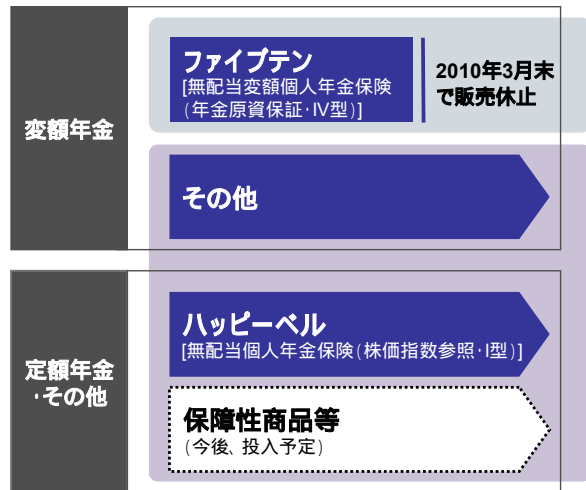 変額年金
ファイブテン
[無配当変額個人年金保険
(年金原資保証・Ⅳ型)]
2010年3月末
で販売休止
その他
定額年金
・その他
ハッピーベル
[無配当個人年金保険(株価指数参照・Ⅰ型)]
保障性商品等
(今後、投入予定)